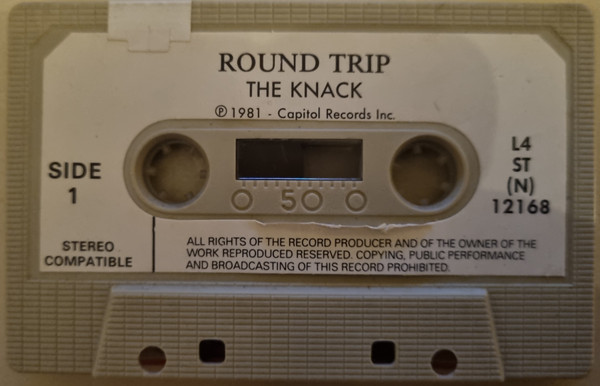 ROUND TRIP
THE KNACK
℗ 1981 - Capitol Records Inc.
SIDE
1
L4
ST
(N)
12168
0 50 0
STEREO
COMPATIBLE
ALL RIGHTS OF THE RECORD PRODUCER AND OF THE OWNER OF THE
WORK REPRODUCED RESERVED. COPYING, PUBLIC PERFORMANCE
AND BROADCASTING OF THIS RECORD PROHIBITED.